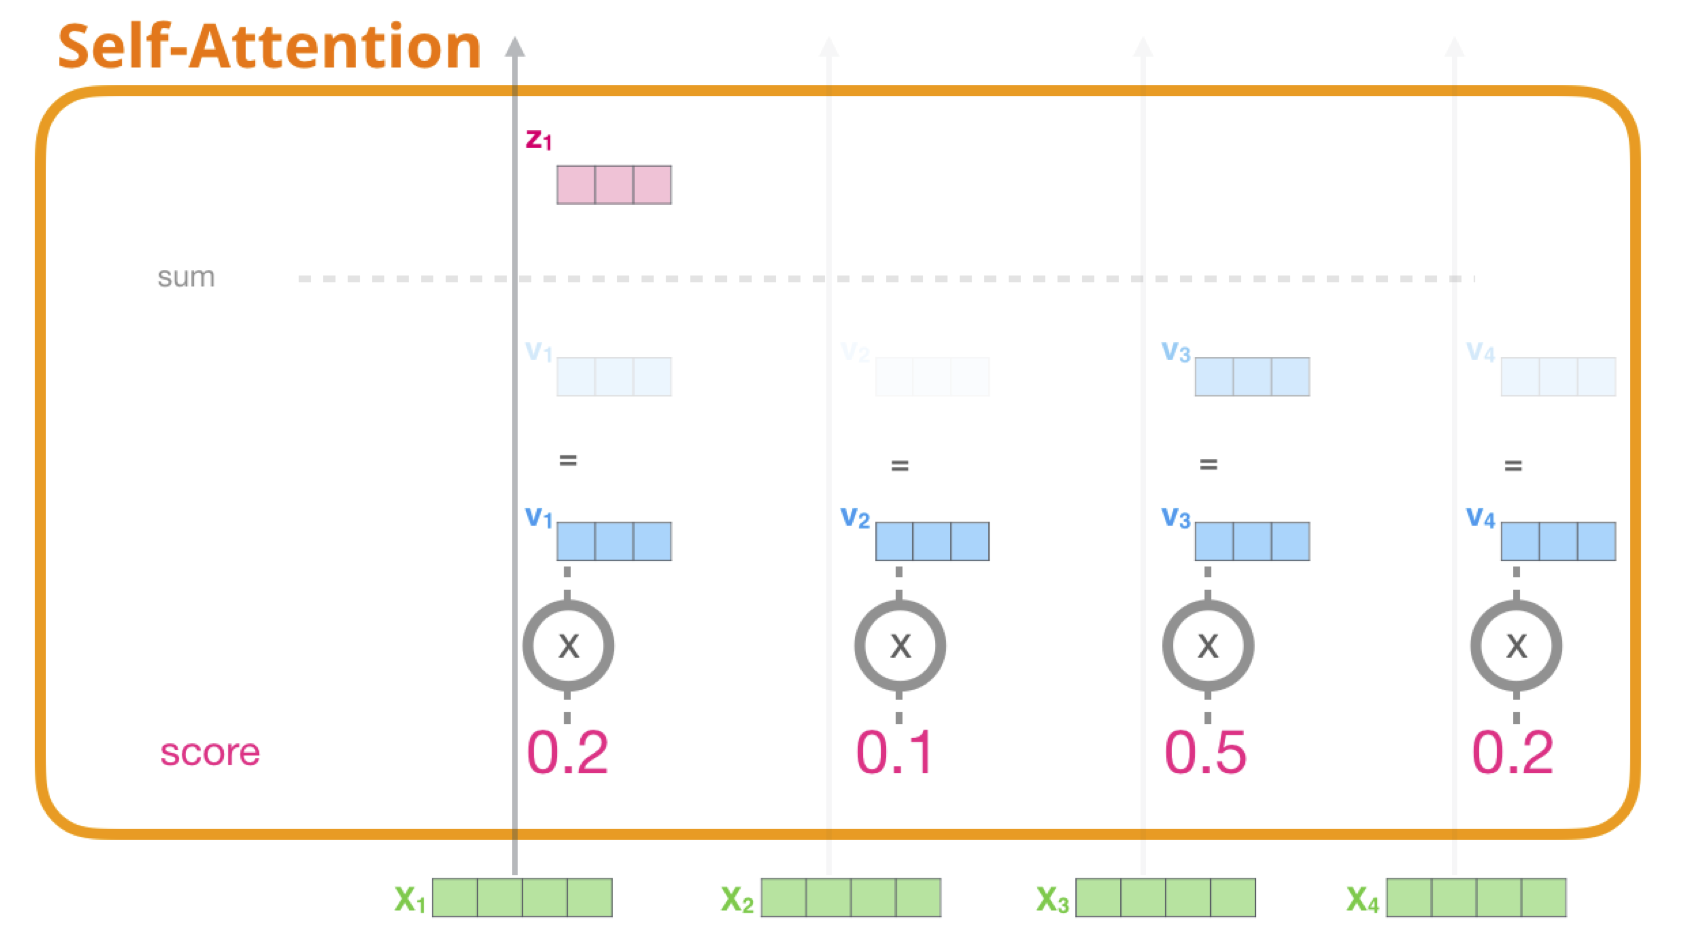 Self-Attention
z₁
sum
v₁ v₂ v₃ v₄
= = = =
v₁ v₂ v₃ v₄
X X X X
score 0.2 0.1 0.5 0.2
X₁ X₂ X₃ X₄